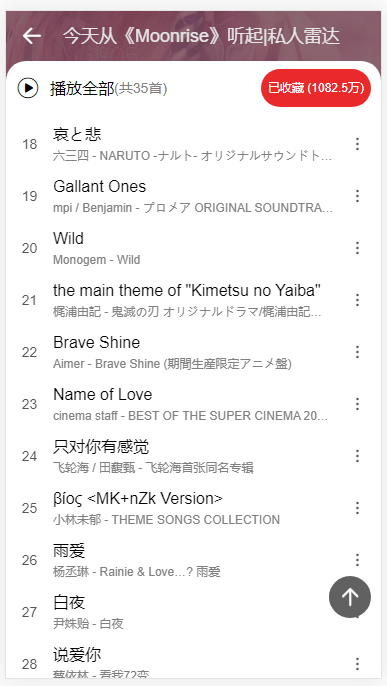 今天从《Moonrise》听起|私人雷达
播放全部(共35首)
已收藏 (1082.5万)
18
哀と悲
六三四 - NARUTO -ナルト- オリジナルサウンドト...
19
Gallant Ones
mpi / Benjamin - プロメア ORIGINAL SOUNDTRA...
20
Wild
Monogem - Wild
21
the main theme of "Kimetsu no Yaiba"
梶浦由記 - 鬼滅の刃 オリジナルドラマ/梶浦由記...
22
Brave Shine
Aimer - Brave Shine (期間生産限定アニメ盤)
23
Name of Love
cinema staff - BEST OF THE SUPER CINEMA 20...
24
只对你有感觉
飞轮海 / 田馥甄 - 飞轮海首张同名专辑
25
βίος <MK+nZk Version>
小林未郁 - THEME SONGS COLLECTION
26
雨爱
杨丞琳 - Rainie & Love...? 雨爱
27
白夜
尹姝贻 - 白夜
28
说爱你
蔡依林 - 看我72变